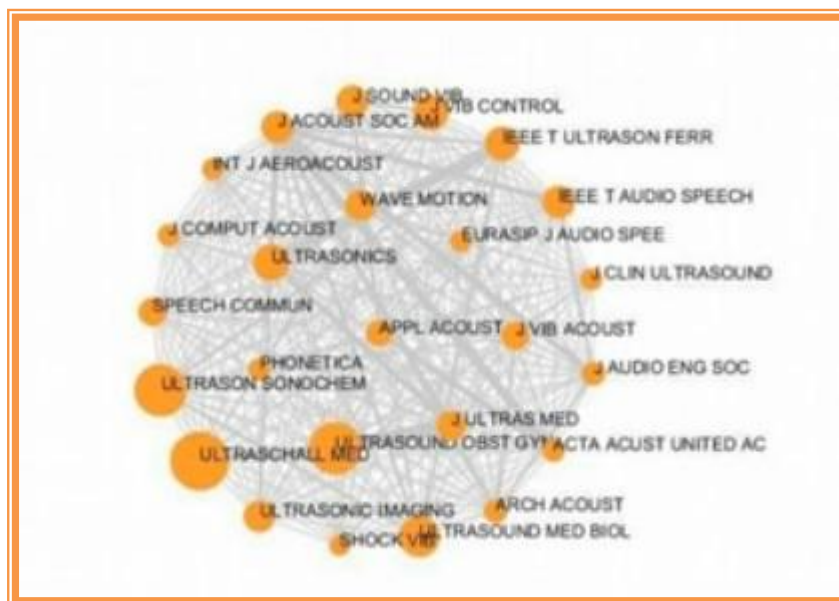 J SOUND VIB
J VIB CONTROL
J ACOUST SOC AM
IEEE T ULTRASON FERR
INT J AEROACOUST
WAVE MOTION
IEEE T AUDIO SPEECH
J COMPUT ACOUST
EURASIP J AUDIO SPEE
ULTRASONICS
J CLIN ULTRASOUND
SPEECH COMMUN
APPL ACOUST
J VIB ACOUST
PHONETICA
J AUDIO ENG SOC
ULTRASON SONOCHEM
J ULTRAS MED
ULTRASOUND OBST GYN
ACTA ACUST UNITED AC
ULTRASCHALL MED
ULTRASONIC IMAGING
ARCH ACOUST
ULTRASOUND MED BIOL
SHOCK VIB